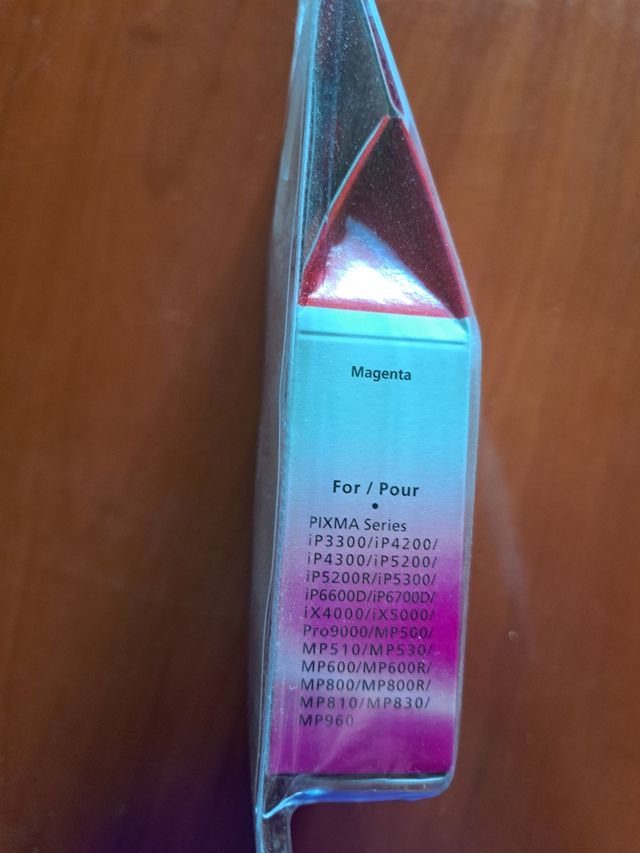 Magenta
For / Pour
•
PIXMA Series
iP3300/iP4200/
iP4300/iP5200/
iP5200R/iP5300/
iP6600D/iP6700D/
iX4000/iX5000/
Pro9000/MP500/
MP510/MP530/
MP600/MP600R/
MP800/MP800R/
MP810/MP830/
MP960